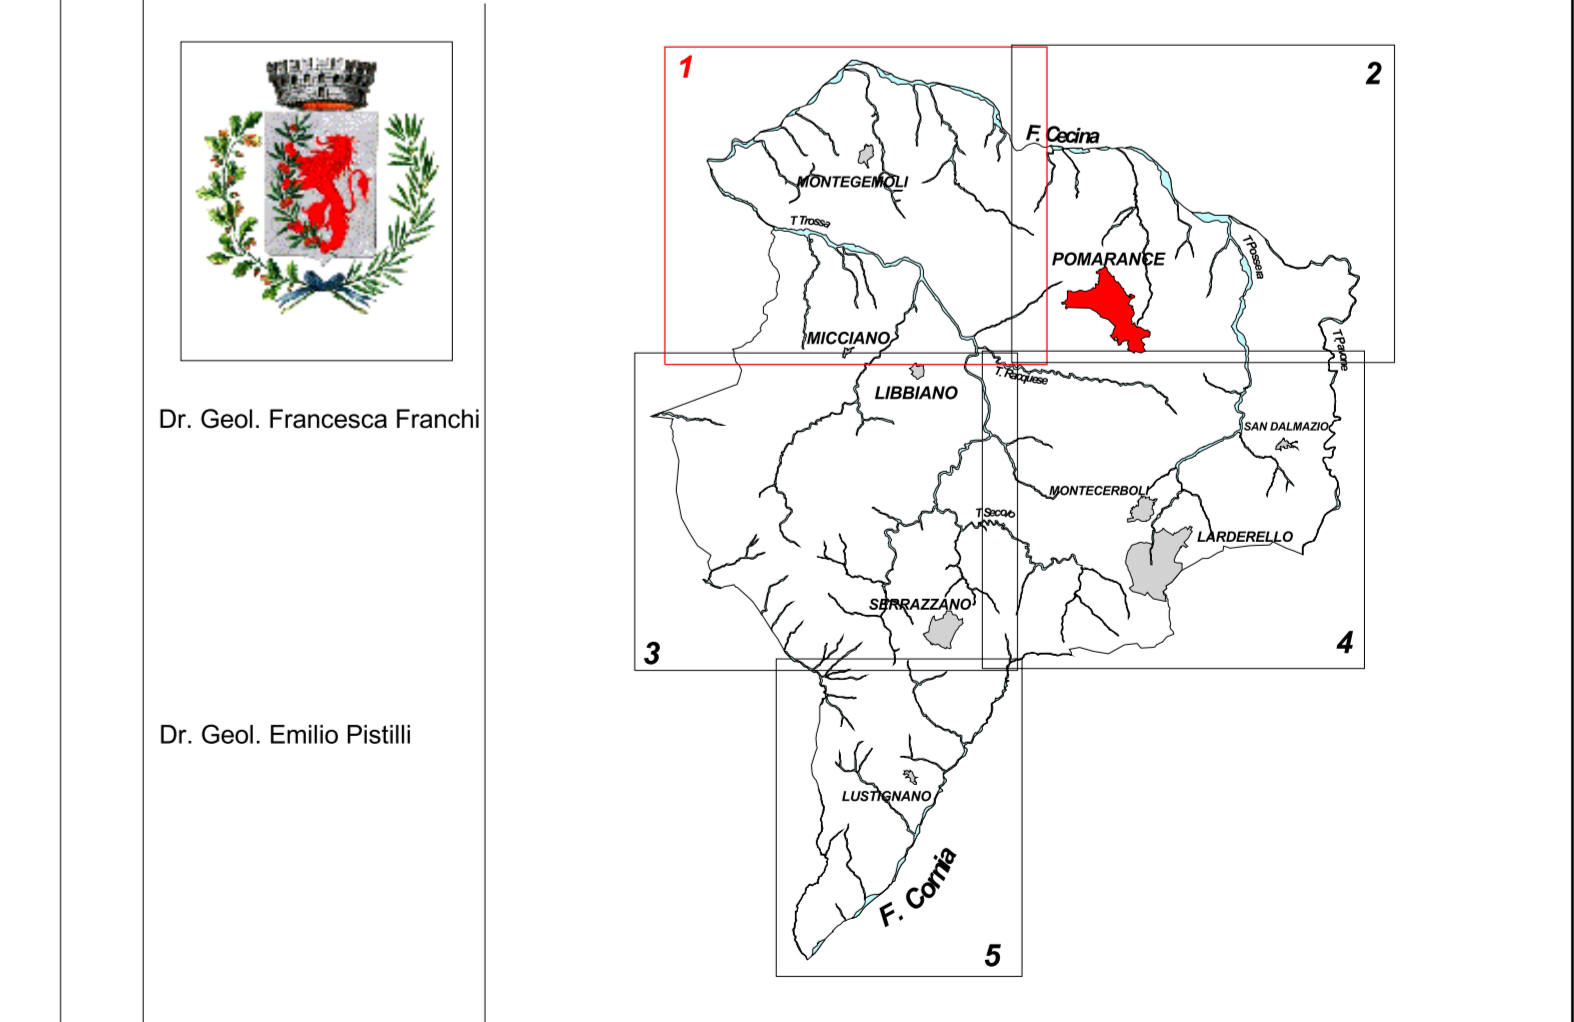 Dr. Geol. Francesca Franchi
Dr. Geol. Emilio Pistilli
1
2
F. Cecina
MONTEGEMOLI
T Trossa
T Possera
POMARANCE
MICCIANO
T Pavone
T. Racquese
LIBBIANO
SAN DALMAZIO
MONTECERBOLI
T Secolo
LARDERELLO
SERRAZZANO
3
4
LUSTIGNANO
F. Cornia
5